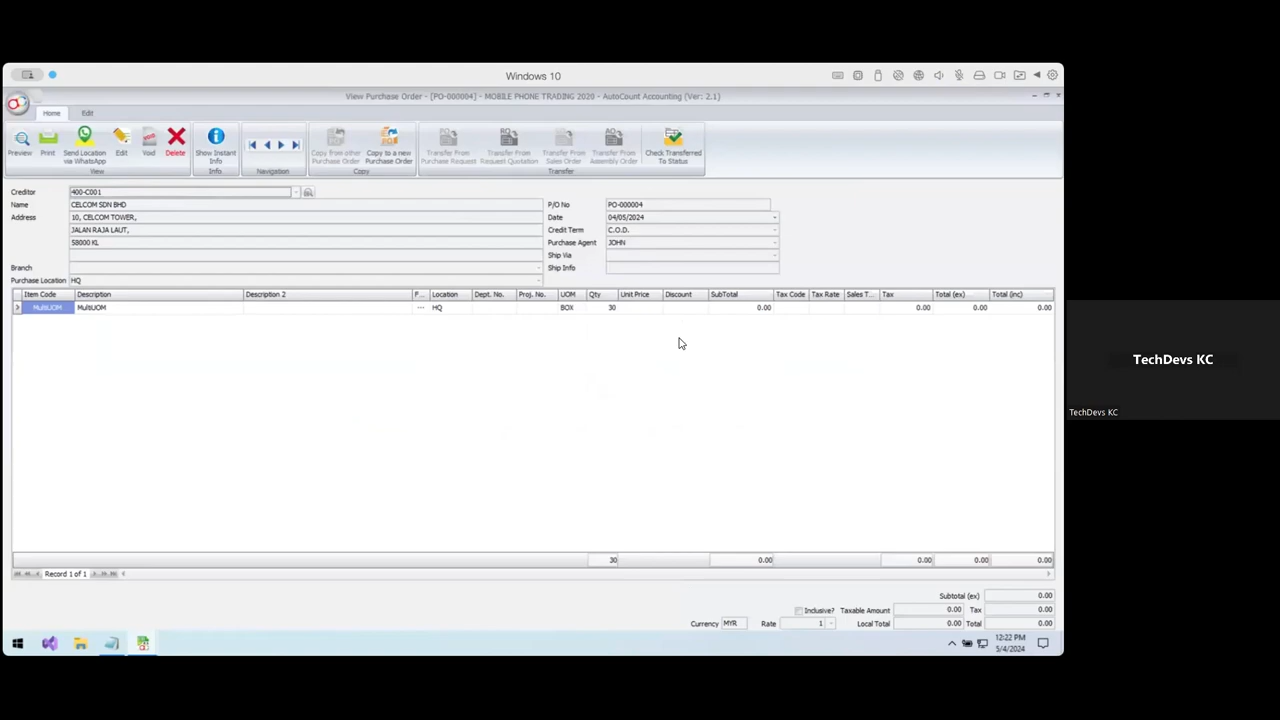 Windows 10
View Purchase Order - [PO-000004] - MOBILE PHONE TRADING 2020 - AutoCount Accounting (Ver: 2.1)
Home Edit
Preview Print Send Location via WhatsApp Edit Void Delete Show Instant Info Copy from other Purchase Order Copy to a new Purchase Order Transfer From Purchase Request Transfer From Request Quotation Transfer From Sales Order Transfer From Assembly Order Check Transferred To Status
View Info Navigation Copy Transfer
Creditor 400-C001
Name CELCOM SDN BHD P/O No PO-000004
Address 10, CELCOM TOWER, Date 04/05/2024
JALAN RAJA LAUT, Credit Term C.O.D.
58000 KL Purchase Agent JOHN
Ship Via
Branch Ship Info
Purchase Location HQ
Item Code Description Description 2 F... Location Dept. No. Proj. No. UOM Qty Unit Price Discount SubTotal Tax Code Tax Rate Sales T... Tax Total (ex) Total (inc)
MultiUOM MultiUOM ... HQ BOX 30 0.00 0.00 0.00 0.00
30 0.00 0.00 0.00 0.00
Record 1 of 1
Subtotal (ex) 0.00
Inclusive? Taxable Amount 0.00 Tax 0.00
Currency MYR Rate 1 Local Total 0.00 Total 0.00
12:22 PM
5/4/2024
TechDevs KC
TechDevs KC